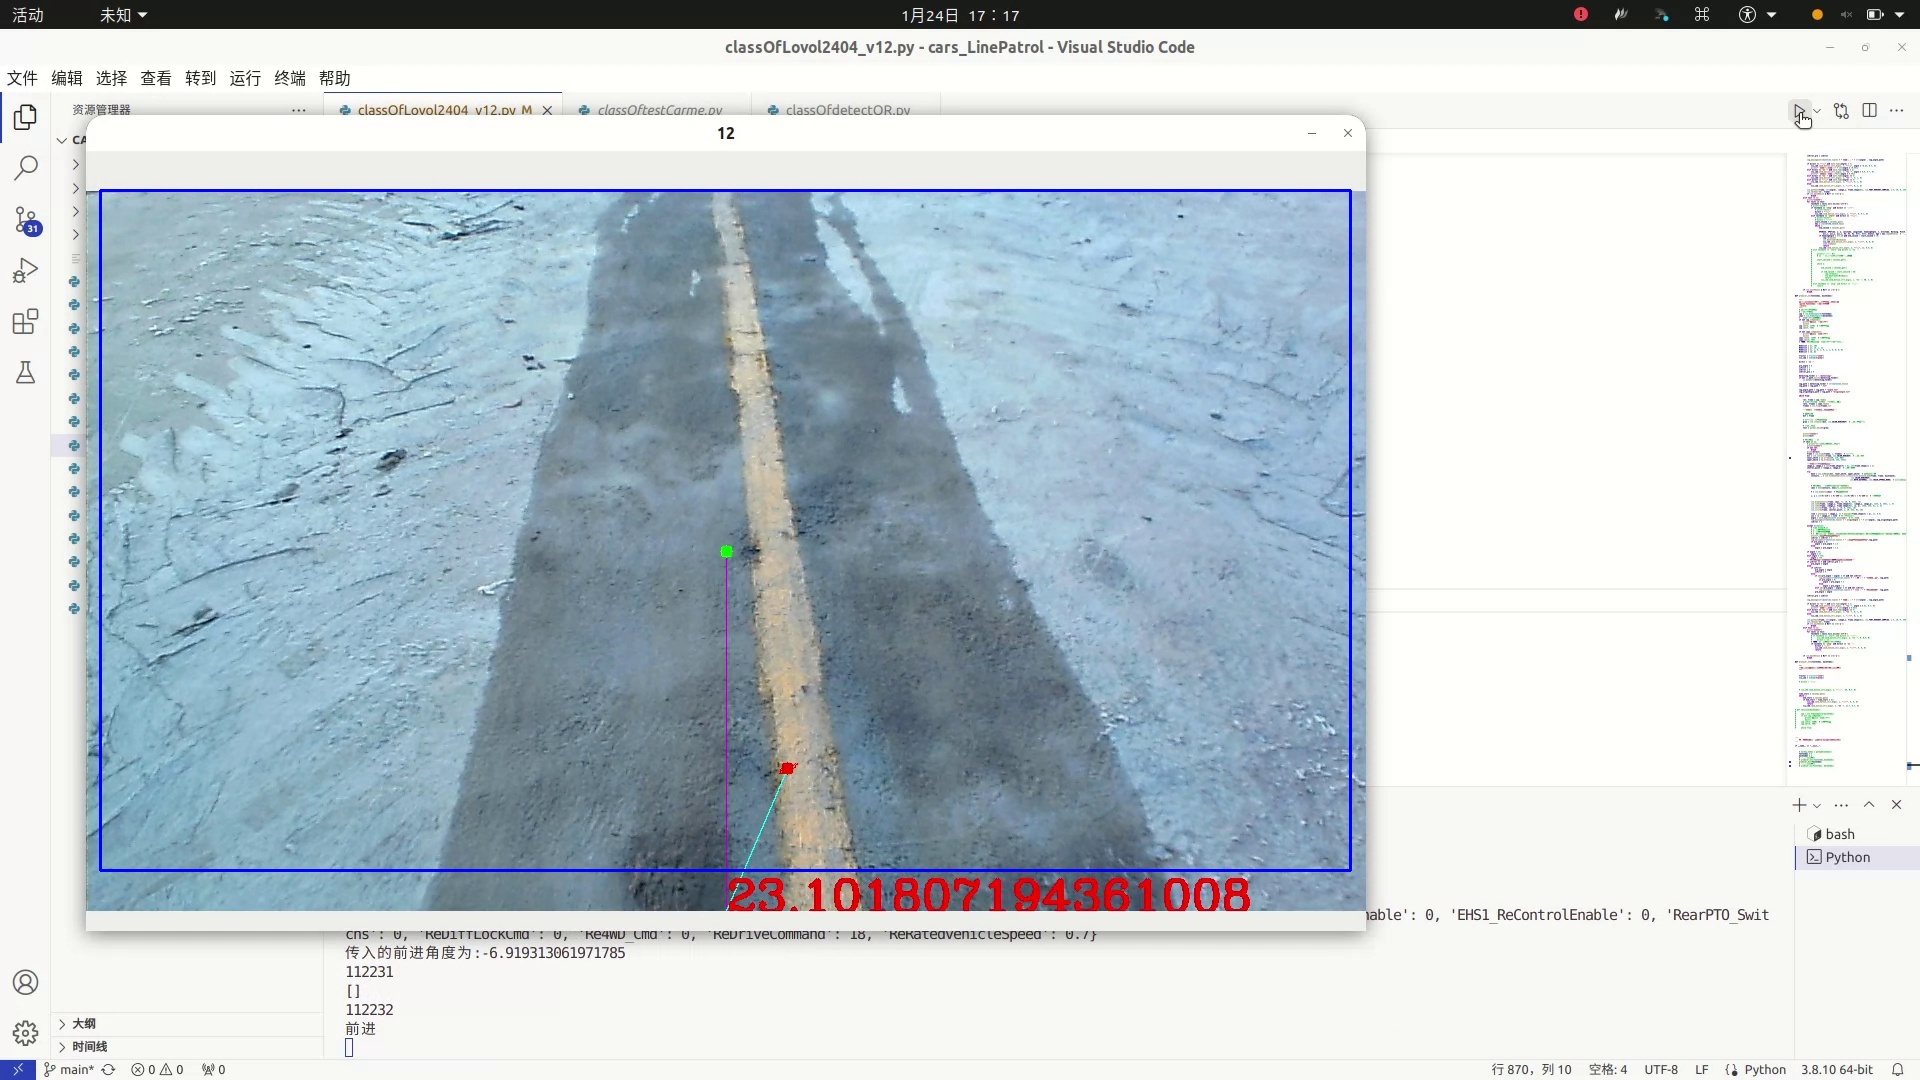 活动
未知
1月24日 17：17
classOfLovol2404_v12.py - cars_LinePatrol - Visual Studio Code
文件 编辑 选择 查看 转到 运行 终端 帮助
资源管理器
classOfLovol2404_v12.py M
classOftestCarme.py
classOfdetectQR.py
CA
12
31
23.101807194361008
bash
Python
nable': 0, 'EHS1_ReControlEnable': 0, 'RearPTO_Swit
chs': 0, 'ReDiffLockCmd': 0, 'Re4WD_Cmd': 0, 'ReDriveCommand': 18, 'ReRatedVehicleSpeed': 0.7}
传入的前进角度为:-6.919313061971785
112231
[]
112232
前进
大纲
时间线
main* 0 0 0
行 870，列 10 空格: 4 UTF-8 LF Python 3.8.10 64-bit